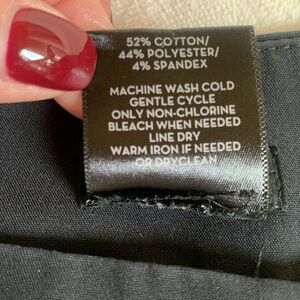 52% COTTON/
44% POLYESTER/
4% SPANDEX
MACHINE WASH COLD
GENTLE CYCLE
ONLY NON-CHLORINE
BLEACH WHEN NEEDED
LINE DRY
WARM IRON IF NEEDED
OR DRYCLEAN